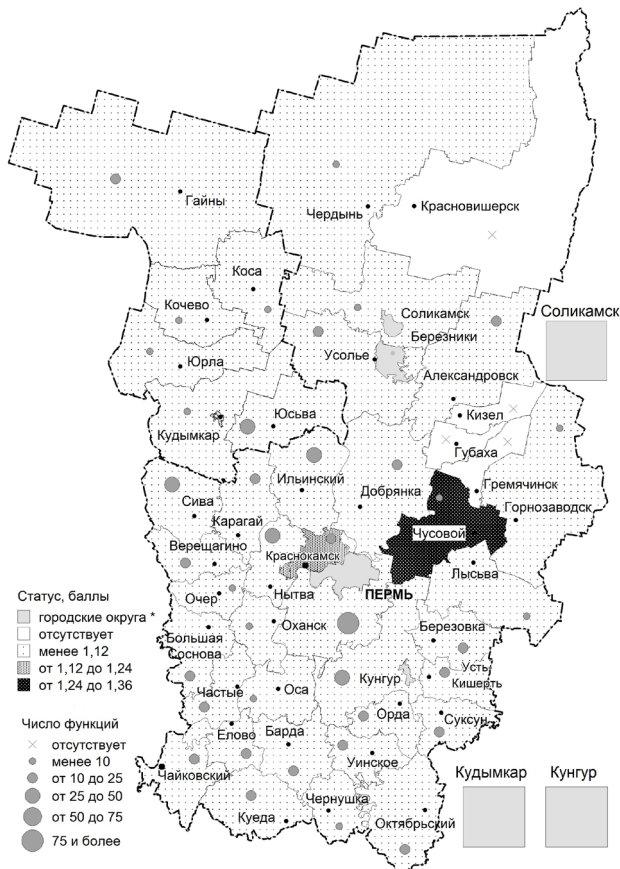 Гайны
Чердынь
Красновишерск
Коса
Кочево
Соликамск
Соликамск
Березники
Усолье
Юрла
Александровск
Кизел
Юсьва
Кудымкар
Губаха
Ильинский
Гремячинск
Добрянка
Сива
Горнозаводск
Карагай
Чусовой
Верещагино
Краснокамск
Лысьва
Статус, баллы
городские округа *
отсутствует
менее 1,12
от 1,12 до 1,24
от 1,24 до 1,36
Очер
Нытва
ПЕРМЬ
Оханск
Березовка
Большая
Соснова
Усть
Кишерть
Кунгур
Частые
Оса
Орда
Суксун
Число функций
отсутствует
менее 10
от 10 до 25
от 25 до 50
от 50 до 75
75 и более
Елово
Барда
Уинское
Чайковский
Кудымкар
Кунгур
Чернушка
Куеда
Октябрьский